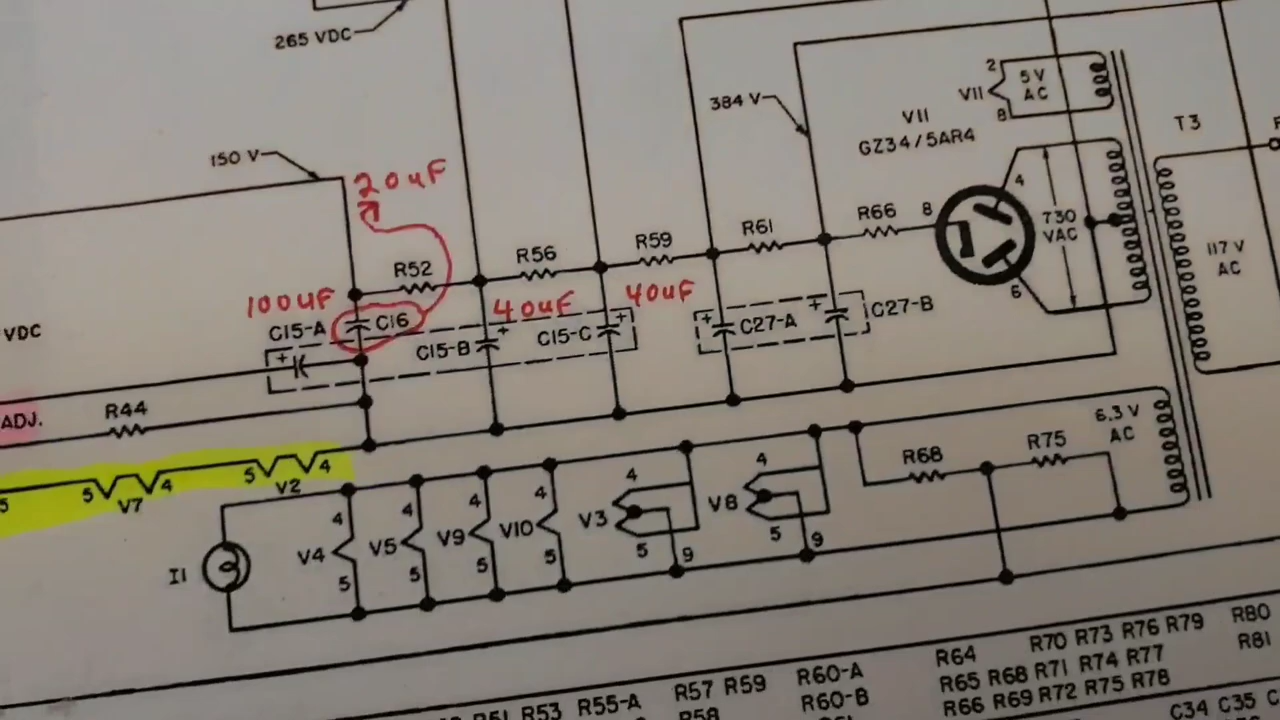 265 VDC
384 V
V11
GZ34/5AR4
2
V11
8
5V
AC
T3
150 V
20uF
4
8
730
VAC
6
117 V
AC
R52
R56
R59
R61
R66
100uF
40uF
40uF
C15-A
C16
C15-B
C15-C
C27-A
C27-B
+
+
+
+
+
VDC
ADJ.
R44
6.3 V
AC
R68
R75
5
5
V7
4
5
V2
4
I1
4
V4
5
4
V5
5
4
V9
5
4
V10
5
4
V3
5
9
4
V8
5
9
R53 R55-A
R57 R59
R58
R60-A
R60-B
R64
R65 R68 R71 R74 R77
R66 R69 R72 R75 R78
R70 R73 R76 R79
R80
R81
C34 C35